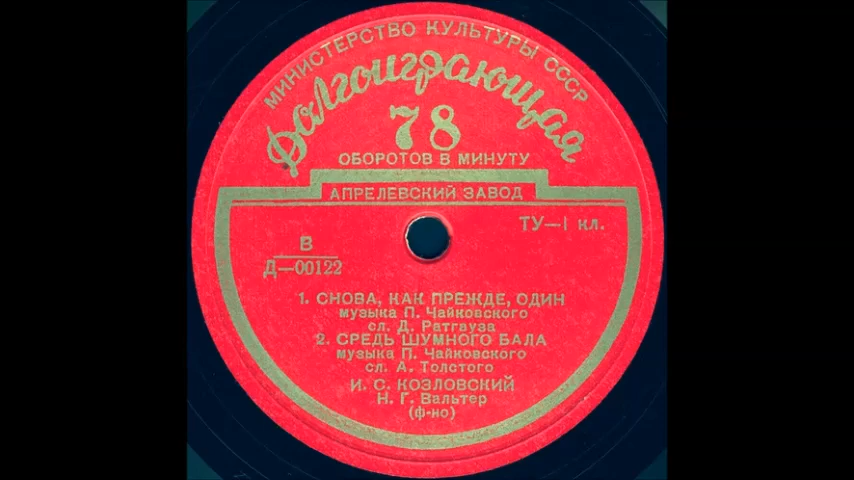 МИНИСТЕРСТВО КУЛЬТУРЫ СССР
Долгоиграющая
78
ОБОРОТОВ В МИНУТУ
АПРЕЛЕВСКИЙ ЗАВОД
ТУ—I кл.
В
Д—00122
1. СНОВА, КАК ПРЕЖДЕ, ОДИН
музыка П. Чайковского
сл. Д. Ратгауза
2. СРЕДЬ ШУМНОГО БАЛА
музыка П. Чайковского
сл. А. Толстого
И. С. КОЗЛОВСКИЙ
Н. Г. Вальтер
(ф-но)